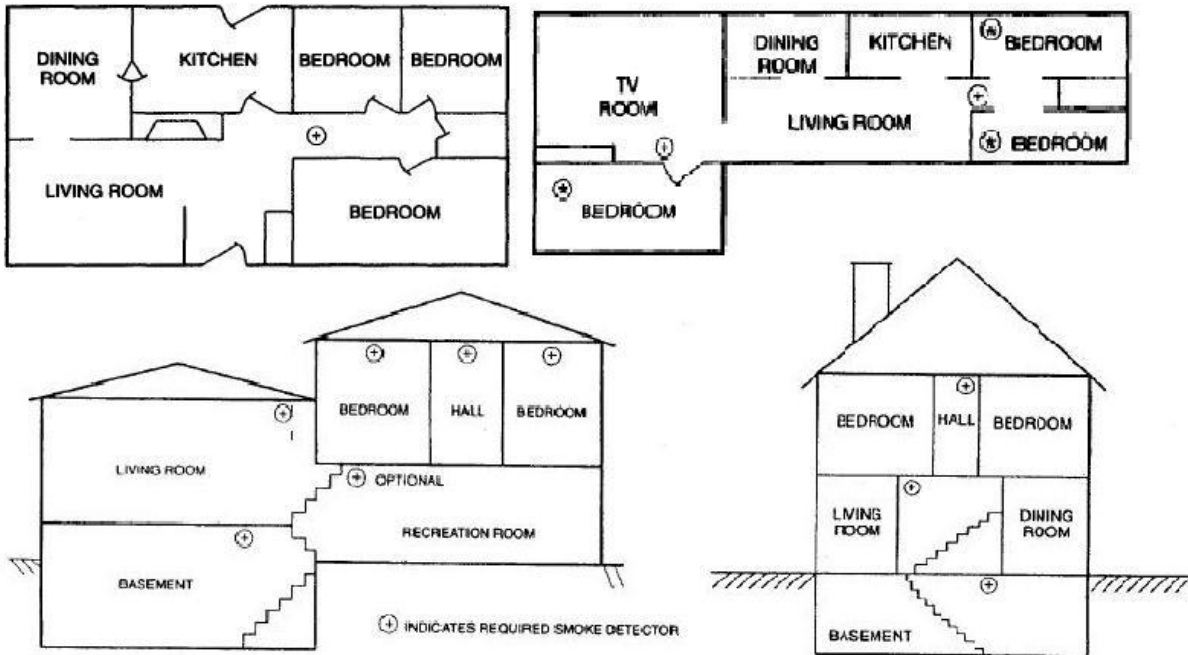 DINING
ROOM
KITCHEN
BEDROOM
BEDROOM
LIVING ROOM
BEDROOM
TV
ROOM
DINING
ROOM
KITCHEN
BEDROOM
LIVING ROOM
BEDROOM
BEDROOM
BEDROOM
HALL
BEDROOM
LIVING ROOM
OPTIONAL
RECREATION ROOM
BASEMENT
INDICATES REQUIRED SMOKE DETECTOR
BEDROOM
HALL
BEDROOM
LIVING
ROOM
DINING
ROOM
BASEMENT